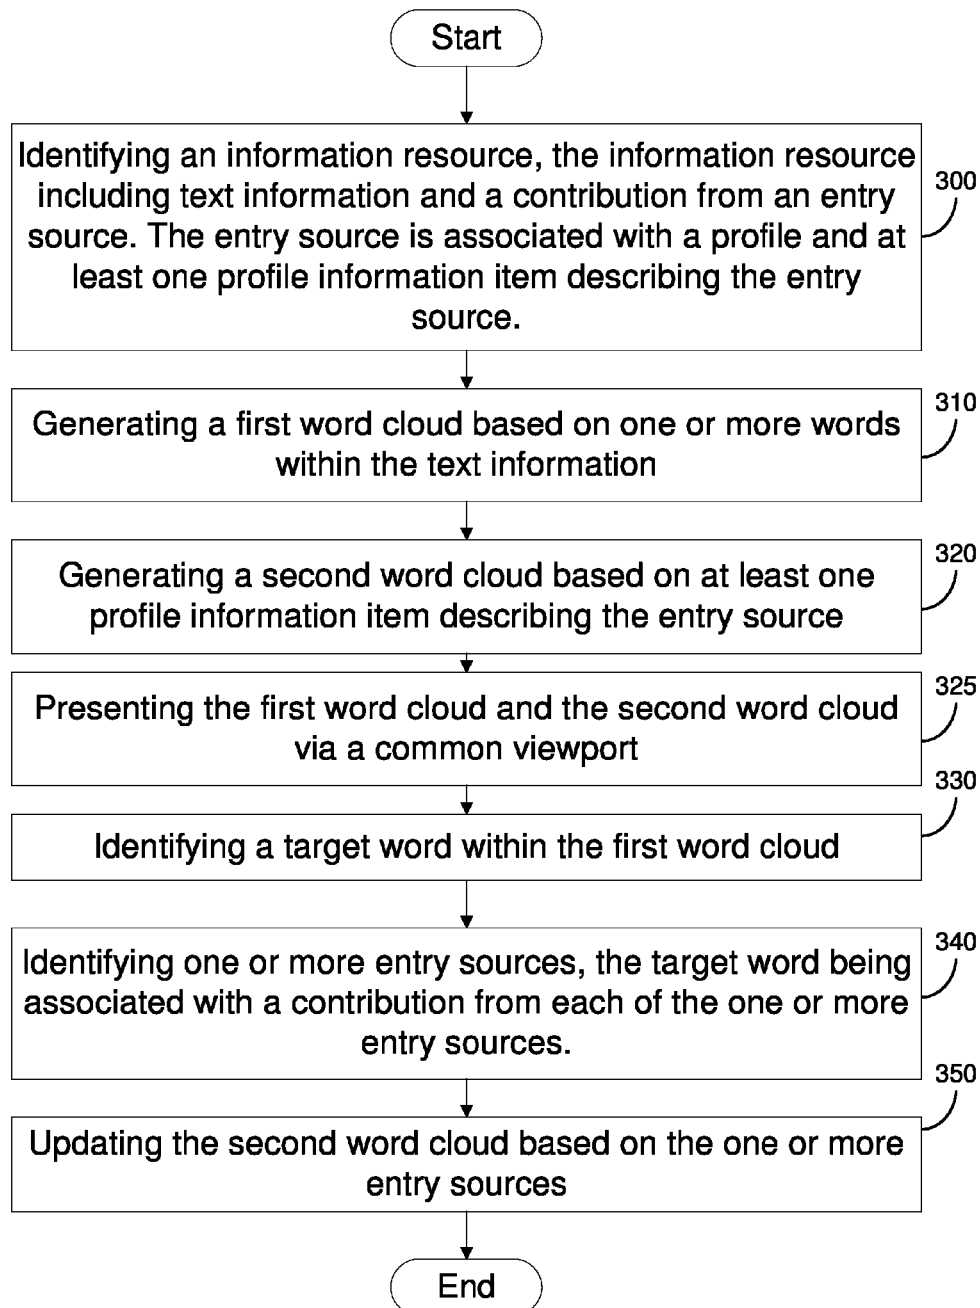 Start
Identifying an information resource, the information resource
including text information and a contribution from an entry
source. The entry source is associated with a profile and at
least one profile information item describing the entry
source.
300
Generating a first word cloud based on one or more words
within the text information
310
Generating a second word cloud based on at least one
profile information item describing the entry source
320
Presenting the first word cloud and the second word cloud
via a common viewport
325
Identifying a target word within the first word cloud
330
Identifying one or more entry sources, the target word being
associated with a contribution from each of the one or more
entry sources.
340
Updating the second word cloud based on the one or more
entry sources
350
End